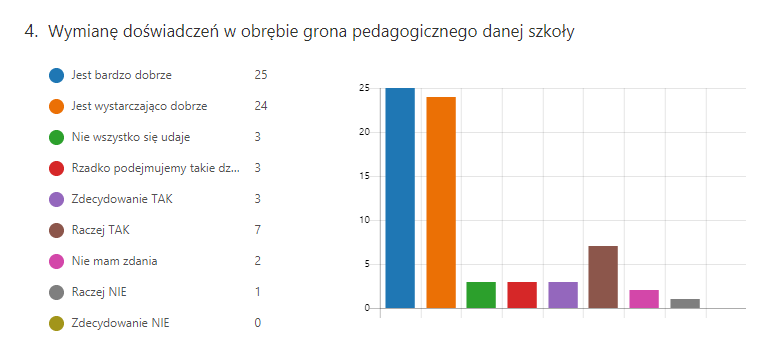 4. Wymianę doświadczeń w obrębie grona pedagogicznego danej szkoły
Jest bardzo dobrze 25
Jest wystarczająco dobrze 24
Nie wszystko się udaje 3
Rzadko podejmujemy takie dz... 3
Zdecydowanie TAK 3
Raczej TAK 7
Nie mam zdania 2
Raczej NIE 1
Zdecydowanie NIE 0
25
20
15
10
5
0